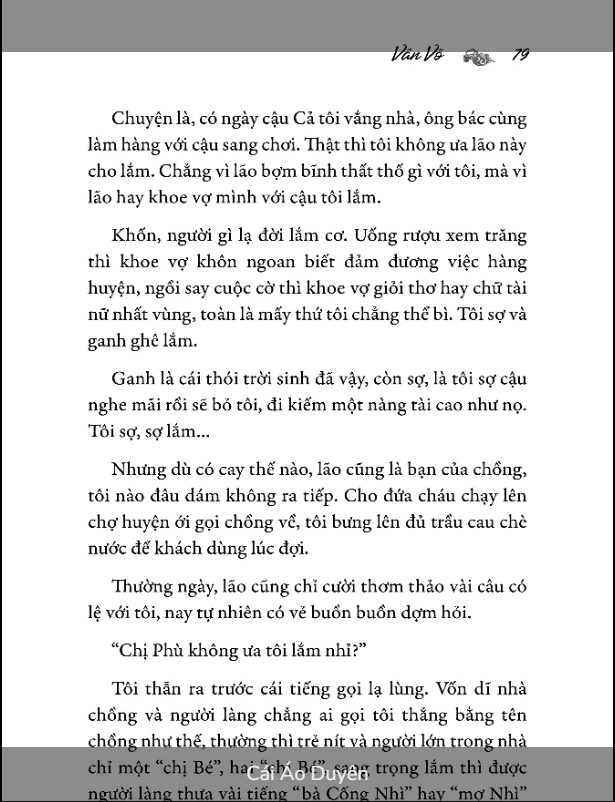 Vân Võ 79
Chuyện là, có ngày cậu Cả tôi vắng nhà, ông bác cùng
làm hàng với cậu sang chơi. Thật thì tôi không ưa lão này
cho lắm. Chẳng vì lão bợm bĩnh thất thố gì với tôi, mà vì
lão hay khoe vợ mình với cậu tôi lắm.
Khốn, người gì lạ đời lắm cơ. Uống rượu xem trăng
thì khoe vợ khôn ngoan biết đảm đương việc hàng
huyện, ngồi say cuộc cờ thì khoe vợ giỏi thơ hay chữ tài
nữ nhất vùng, toàn là mấy thứ tôi chẳng thể bì. Tôi sợ và
ganh ghê lắm.
Ganh là cái thói trời sinh đã vậy, còn sợ, là tôi sợ cậu
nghe mãi rồi sẽ bỏ tôi, đi kiếm một nàng tài cao như nọ.
Tôi sợ, sợ lắm...
Nhưng dù có cay thế nào, lão cũng là bạn của chồng,
tôi nào đâu dám không ra tiếp. Cho đứa cháu chạy lên
chợ huyện ới gọi chồng về, tôi bưng lên đủ trầu cau chè
nước để khách dùng lúc đợi.
Thường ngày, lão cũng chỉ cười thơm thảo vài câu có
lệ với tôi, nay tự nhiên có vẻ buồn buồn dợm hỏi.
“Chị Phù không ưa tôi lắm nhỉ?”
Tôi thẫn ra trước cái tiếng gọi lạ lùng. Vốn dĩ nhà
chồng và người làng chẳng ai gọi tôi thẳng bằng tên
chồng như thế, thường thì trẻ nít và người lớn trong nhà
chỉ một “chị Bé”, hai “chị Bé”, sang trọng lắm thì được
Cái Áo Duyên
người làng thưa vài tiếng “bà Cống Nhì” hay “mợ Nhì”